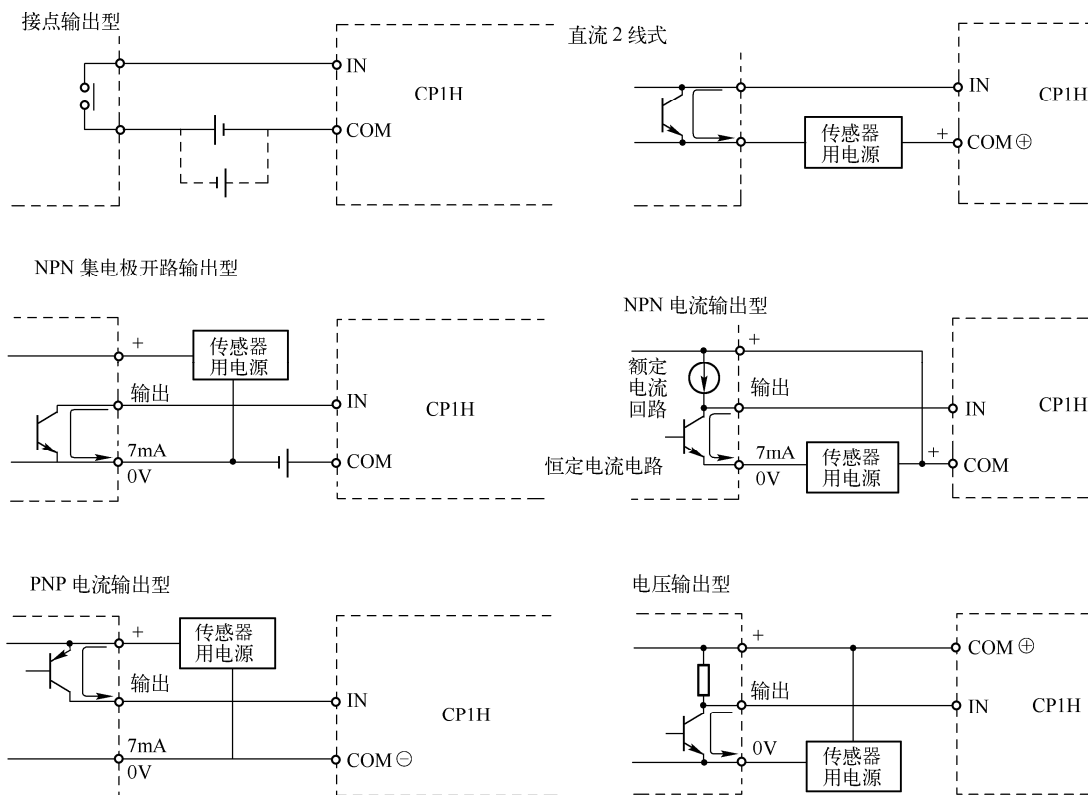 接点输出型
IN
CP1H
COM
直流 2 线式
IN
CP1H
传感器
用电源
+
COM⊕
NPN 集电极开路输出型
+
传感器
用电源
输出
IN
CP1H
7mA
0V
COM
NPN 电流输出型
+
额定
电流
回路
输出
IN
CP1H
恒定电流电路
7mA
0V
传感器
用电源
+
COM
PNP 电流输出型
+
传感器
用电源
输出
IN
CP1H
7mA
0V
COM⊖
电压输出型
+
COM⊕
输出
IN
CP1H
0V
传感器
用电源